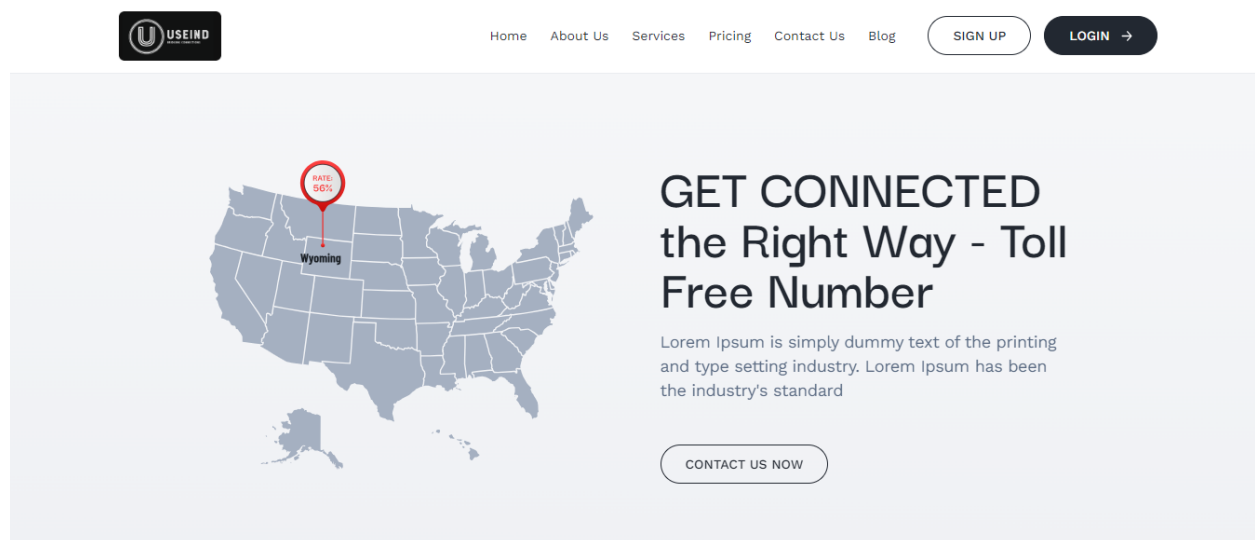 USEIND
Home About Us Services Pricing Contact Us Blog SIGN UP LOGIN
RATE:
56%
Wyoming
GET CONNECTED
the Right Way - Toll
Free Number
Lorem Ipsum is simply dummy text of the printing
and type setting industry. Lorem Ipsum has been
the industry's standard
CONTACT US NOW